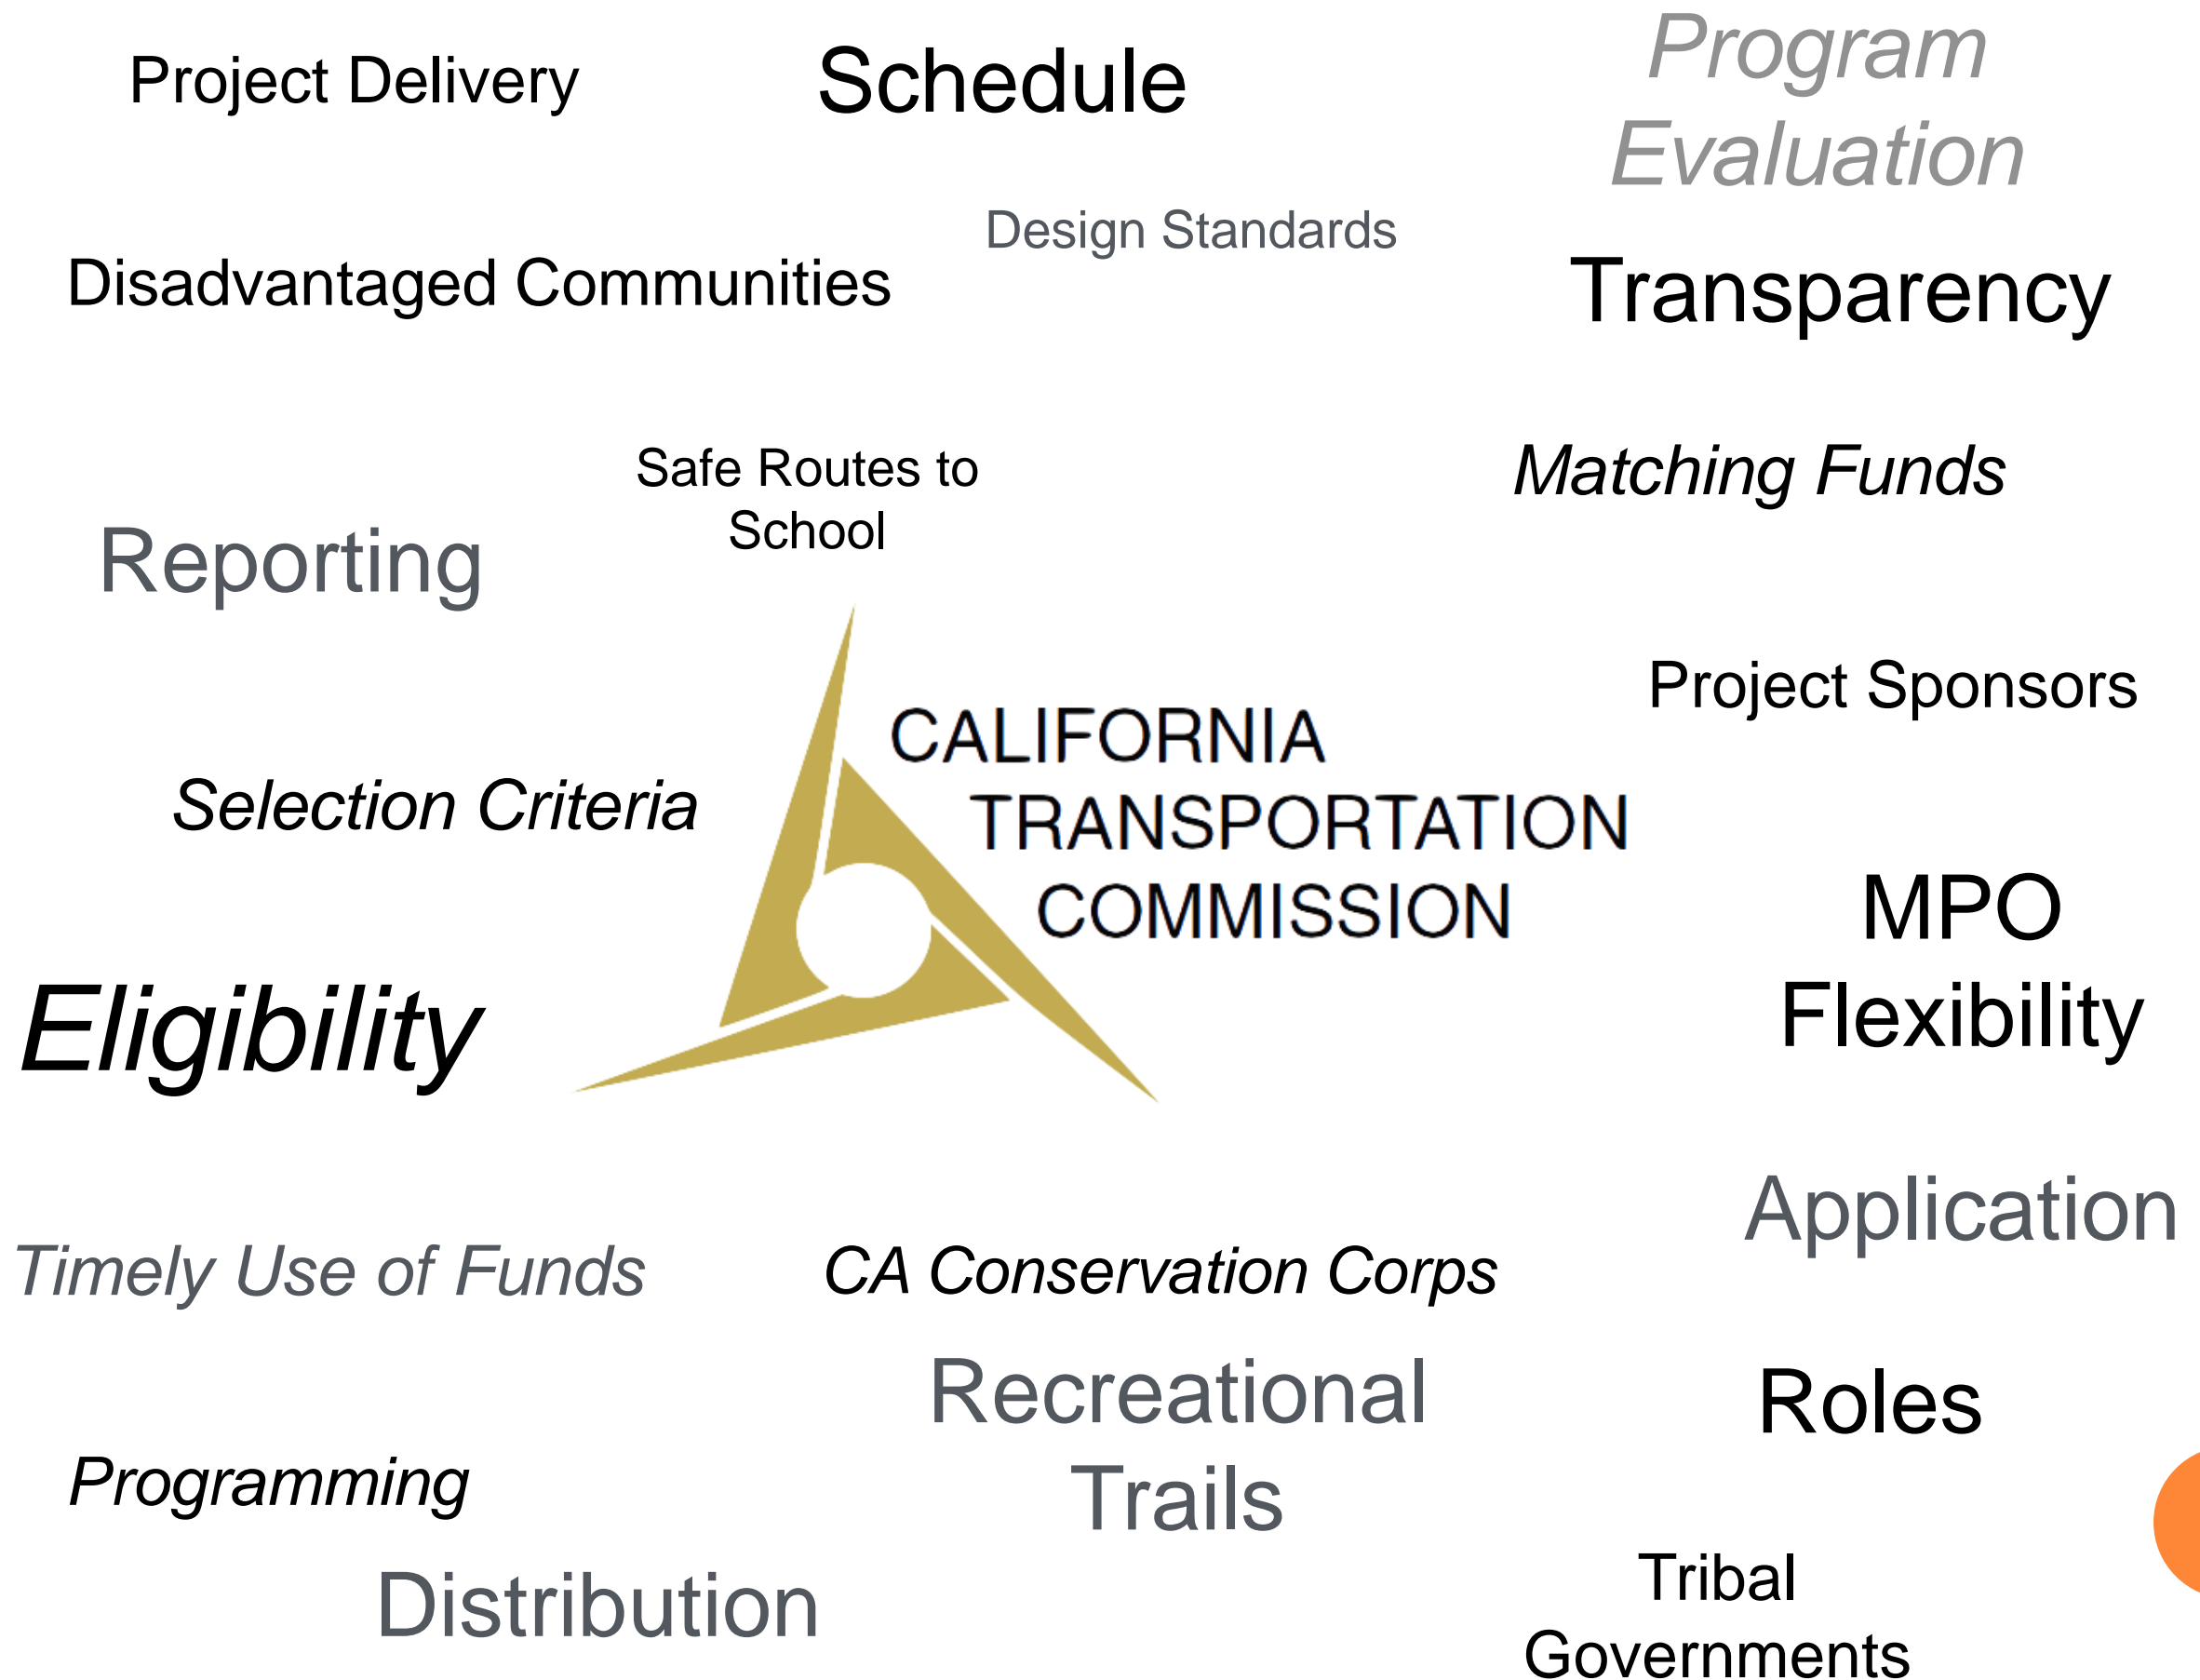 Project Delivery
Schedule
Program
Evaluation
Design Standards
Disadvantaged Communities
Transparency
Safe Routes to
School
Matching Funds
Reporting
Project Sponsors
CALIFORNIA
TRANSPORTATION
COMMISSION
Selection Criteria
MPO
Flexibility
Eligibility
Application
Timely Use of Funds
CA Conservation Corps
Recreational
Trails
Roles
Programming
Distribution
Tribal
Governments